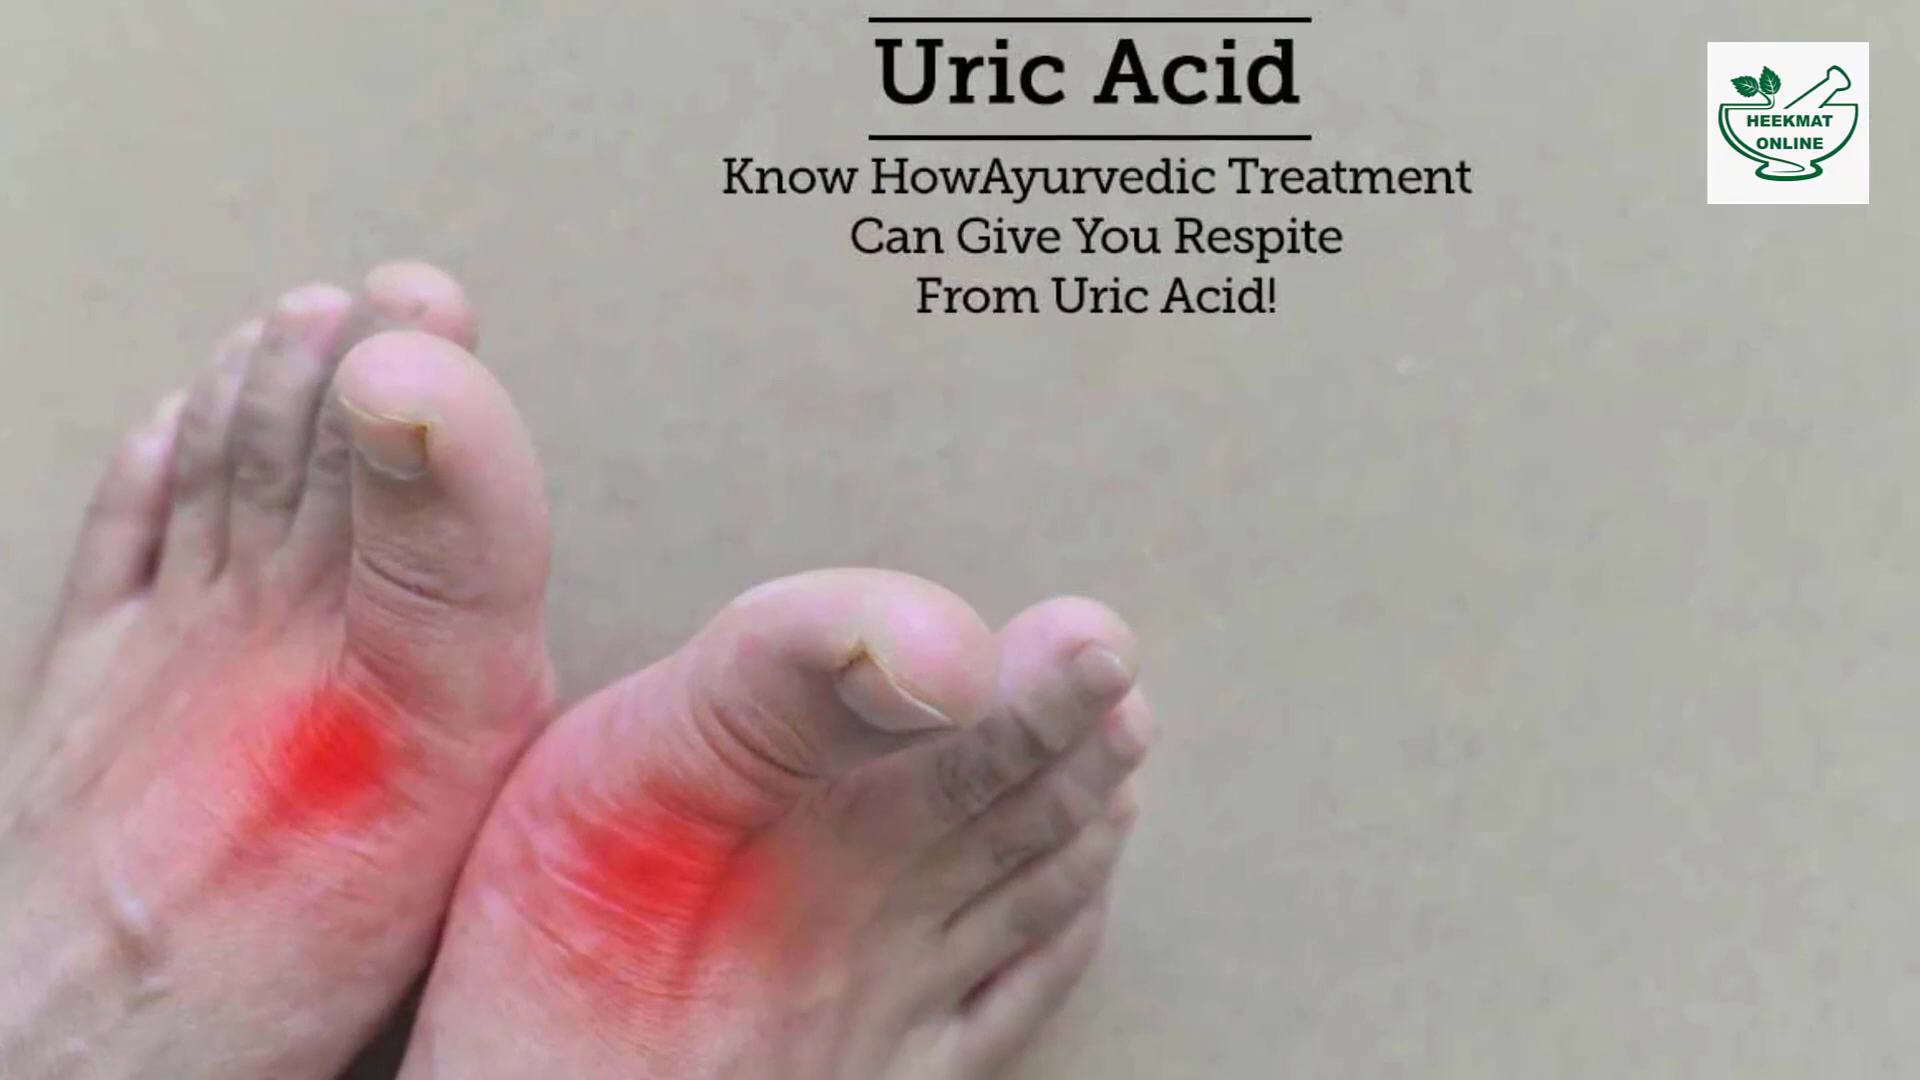 Uric Acid
Know HowAyurvedic Treatment
Can Give You Respite
From Uric Acid!
HEEKMAT
ONLINE